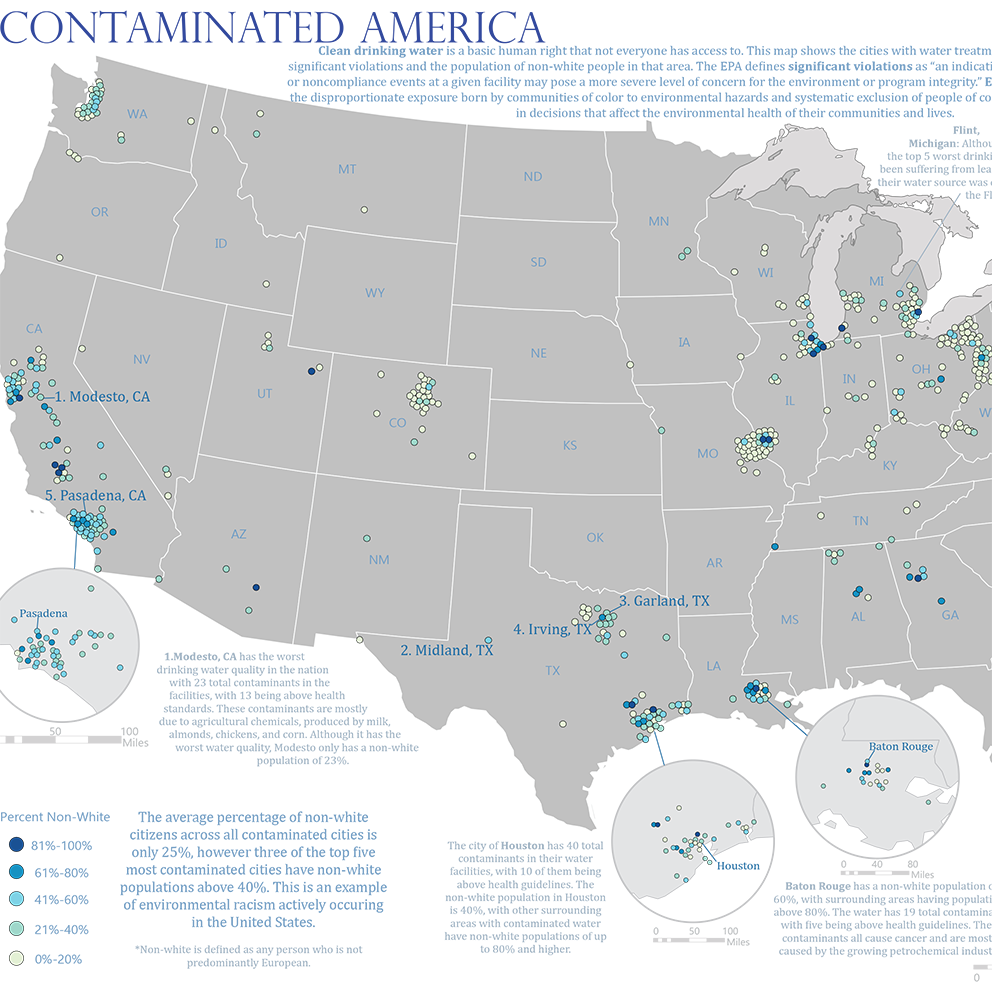 CONTAMINATED AMERICA
Clean drinking water is a basic human right that not everyone has access to. This map shows the cities with water treatm
significant violations and the population of non-white people in that area. The EPA defines significant violations as “an indicati
or noncompliance events at a given facility may pose a more severe level of concern for the environment or program integrity.” E
the disproportionate exposure born by communities of color to environmental hazards and systematic exclusion of people of co
in decisions that affect the environmental health of their communities and lives.
Flint,
Michigan: Althou
the top 5 worst drinki
been suffering from lea
their water source was
the Fl
WA
MT
ND
MN
OR
ID
SD
WI
MI
WY
CA
NV
NE
IA
UT
CO
IL
IN
OH
W
1. Modesto, CA
KS
MO
KY
5. Pasadena, CA
AZ
NM
OK
AR
TN
MS
AL
GA
3. Garland, TX
4. Irving, TX
2. Midland, TX
TX
LA
Pasadena
50
100
Miles
1.Modesto, CA has the worst
drinking water quality in the nation
with 23 total contaminants in the
facilities, with 13 being above health
standards. These contaminants are mostly
due to agricultural chemicals, produced by milk,
almonds, chickens, and corn. Although it has the
worst water quality, Modesto only has a non-white
population of 23%.
Baton Rouge
Houston
0
40
80
Miles
0
50
100
Miles
Percent Non-White
81%-100%
61%-80%
41%-60%
21%-40%
0%-20%
The average percentage of non-white
citizens across all contaminated cities is
only 25%, however three of the top five
most contaminated cities have non-white
populations above 40%. This is an example
of environmental racism actively occuring
in the United States.
*Non-white is defined as any person who is not
predominantly European.
The city of Houston has 40 total
contaminants in their water
facilities, with 10 of them being
above health guidelines. The
non-white population in Houston
is 40%, with other surrounding
areas with contaminated water
have non-white populations of up
to 80% and higher.
Baton Rouge has a non-white population o
60%, with surrounding areas having populati
above 80%. The water has 19 total contamina
with five being above health guidelines. The
contaminants all cause cancer and are most
caused by the growing petrochemical indust
0